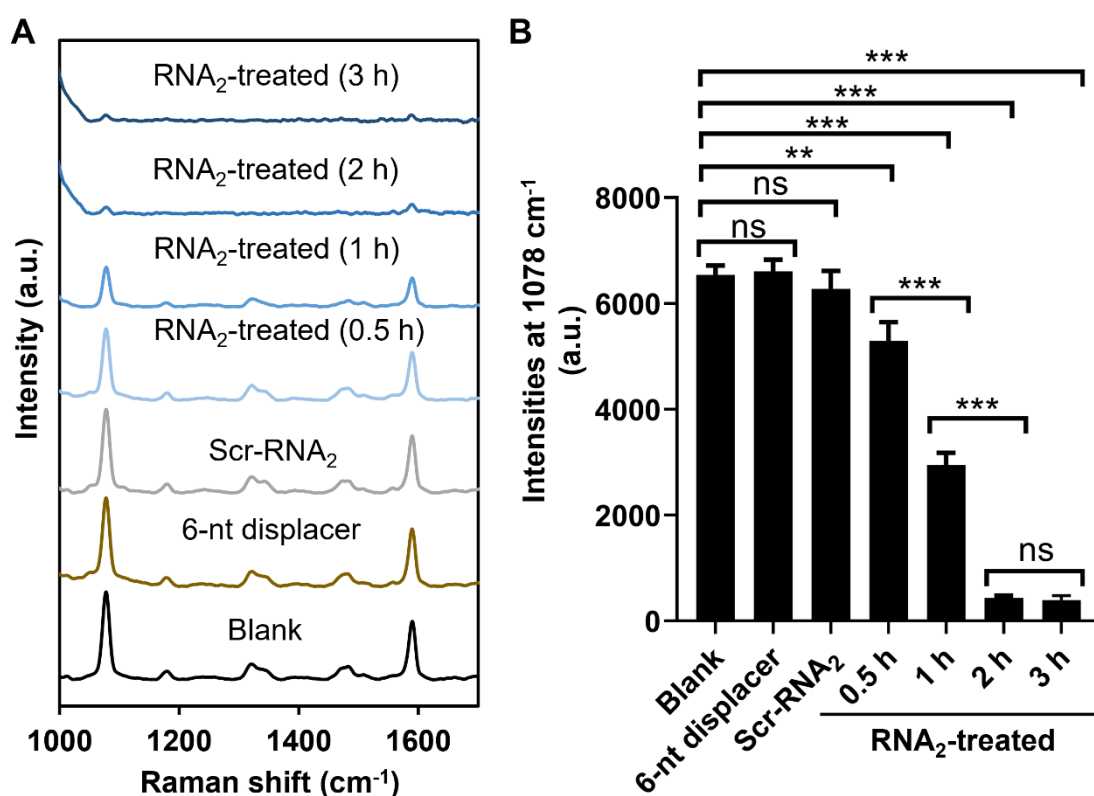 A
RNA₂-treated (3 h)
RNA₂-treated (2 h)
RNA₂-treated (1 h)
RNA₂-treated (0.5 h)
Scr-RNA₂
6-nt displacer
Blank
Intensity (a.u.)
1000 1200 1400 1600
Raman shift (cm⁻¹)
B
***
***
***
**
ns
ns
***
***
ns
Intensities at 1078 cm⁻¹
(a.u.)
8000
6000
4000
2000
0
Blank
6-nt displacer
Scr-RNA₂
0.5 h
1 h
2 h
3 h
RNA₂-treated